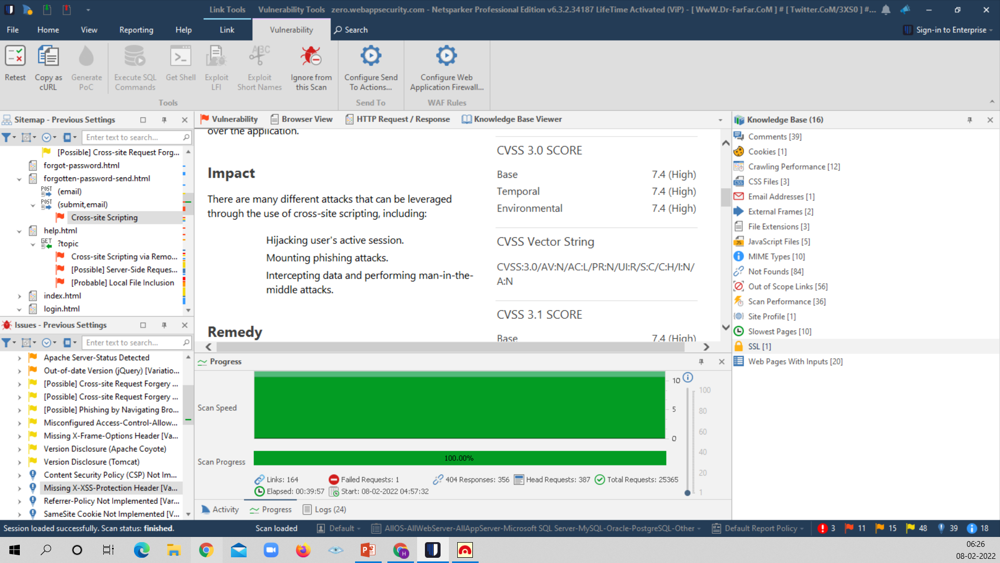 Link Tools
Vulnerability Tools
zero.webappsecurity.com - Netsparker Professional Edition v6.3.2.34187 LifeTime Activated (ViP) - [ WwW.Dr-FarFar.CoM ] # [ Twitter.CoM/3XS0 ] #...
File
Home
View
Reporting
Help
Link
Vulnerability
Search
Sign-in to Enterprise
Retest
Copy as
cURL
Generate
PoC
Execute SQL
Commands
Get Shell
Exploit
LFI
ABC
Exploit
Short Names
Ignore from
this Scan
Tools
Configure Send
To Actions...
Send To
Configure Web
Application Firewall...
WAF Rules
Sitemap - Previous Settings
Enter text to search...
[Possible] Cross-site Request Forg...
forgot-password.html
forgotten-password-send.html
POST
(email)
POST
(submit,email)
Cross-site Scripting
help.html
GET
?topic
Cross-site Scripting via Remo...
[Possible] Server-Side Reques...
[Probable] Local File Inclusion
index.html
login.html
Issues - Previous Settings
Enter text to search...
Apache Server-Status Detected
Out-of-date Version (jQuery) [Variatio...
[Possible] Cross-site Request Forgery ...
[Possible] Cross-site Request Forgery ...
[Possible] Phishing by Navigating Bro...
Misconfigured Access-Control-Allow...
Missing X-Frame-Options Header [Va...
Version Disclosure (Apache Coyote)
Version Disclosure (Tomcat)
Content Security Policy (CSP) Not Im...
Missing X-XSS-Protection Header [Va...
Referrer-Policy Not Implemented [Var...
SameSite Cookie Not Implemented [V...
Vulnerability
Browser View
HTTP Request / Response
Knowledge Base Viewer
over the application.
Impact
There are many different attacks that can be leveraged
through the use of cross-site scripting, including:
Hijacking user's active session.
Mounting phishing attacks.
Intercepting data and performing man-in-the-
middle attacks.
Remedy
CVSS 3.0 SCORE
Base 7.4 (High)
Temporal 7.4 (High)
Environmental 7.4 (High)
CVSS Vector String
CVSS:3.0/AV:N/AC:L/PR:N/UI:R/S:C/C:H/I:N/
A:N
CVSS 3.1 SCORE
Base 7.4 (High)
Progress
Scan Speed
10
5
0
Scan Progress
100.00%
100
80
60
40
20
1
Links: 164
Failed Requests: 1
404 Responses: 356
Head Requests: 387
Total Requests: 25365
Elapsed: 00:39:57
Start: 08-02-2022 04:57:32
Activity
Progress
Logs (24)
Knowledge Base (16)
Comments [39]
Cookies [1]
Crawling Performance [12]
CSS Files [3]
Email Addresses [1]
External Frames [2]
File Extensions [3]
JavaScript Files [5]
MIME Types [10]
Not Founds [84]
Out of Scope Links [56]
Scan Performance [36]
Site Profile [1]
Slowest Pages [10]
SSL [1]
Web Pages With Inputs [20]
Session loaded successfully. Scan status: finished.
Scan loaded
Default
AllOS-AllWebServer-AllAppServer-Microsoft SQL Server-MySQL-Oracle-PostgreSQL-Other
Default Report Policy
3
11
15
48
39
18
H
06:26
08-02-2022